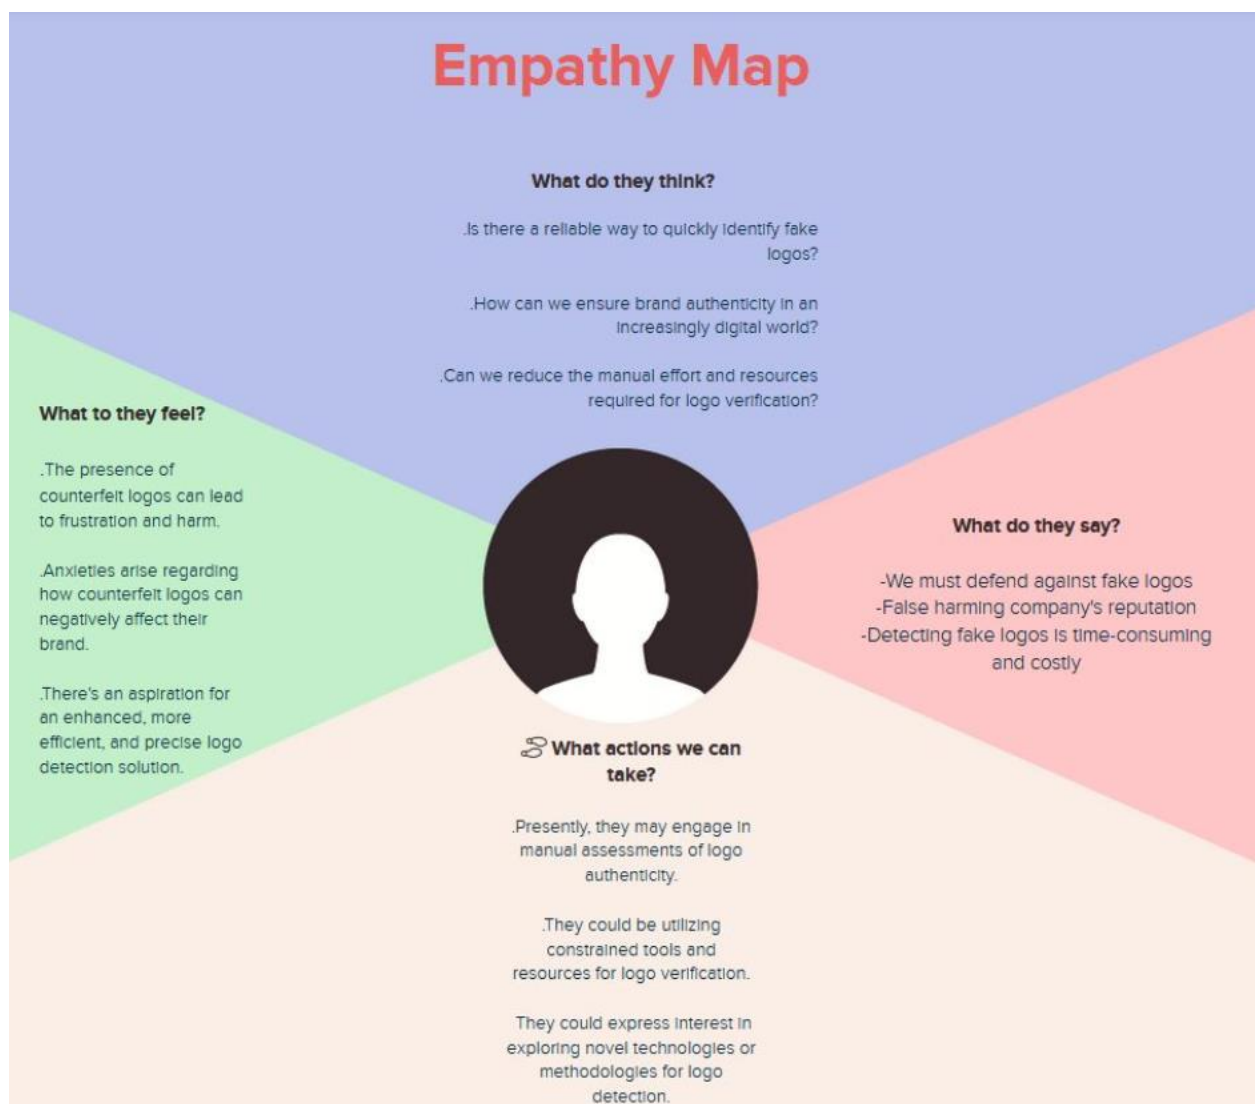 Empathy Map
What do they think?
.Is there a reliable way to quickly identify fake
logos?
.How can we ensure brand authenticity in an
increasingly digital world?
.Can we reduce the manual effort and resources
required for logo verification?
What to they feel?
.The presence of
counterfeit logos can lead
to frustration and harm.
.Anxieties arise regarding
how counterfeit logos can
negatively affect their
brand.
.There's an aspiration for
an enhanced, more
efficient, and precise logo
detection solution.
What do they say?
-We must defend against fake logos
-False harming company's reputation
-Detecting fake logos is time-consuming
and costly
What actions we can
take?
.Presently, they may engage in
manual assessments of logo
authenticity.
.They could be utilizing
constrained tools and
resources for logo verification.
They could express interest in
exploring novel technologies or
methodologies for logo
detection.